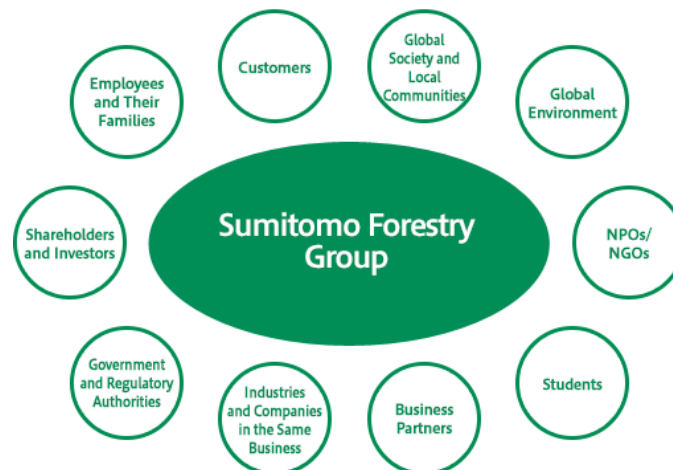 Customers
Global
Society and
Local
Communities
Employees
and Their
Families
Global
Environment
Sumitomo Forestry
Group
Shareholders
and Investors
NPOs/
NGOs
Government
and Regulatory
Authorities
Industries
and Companies
in the Same
Business
Business
Partners
Students